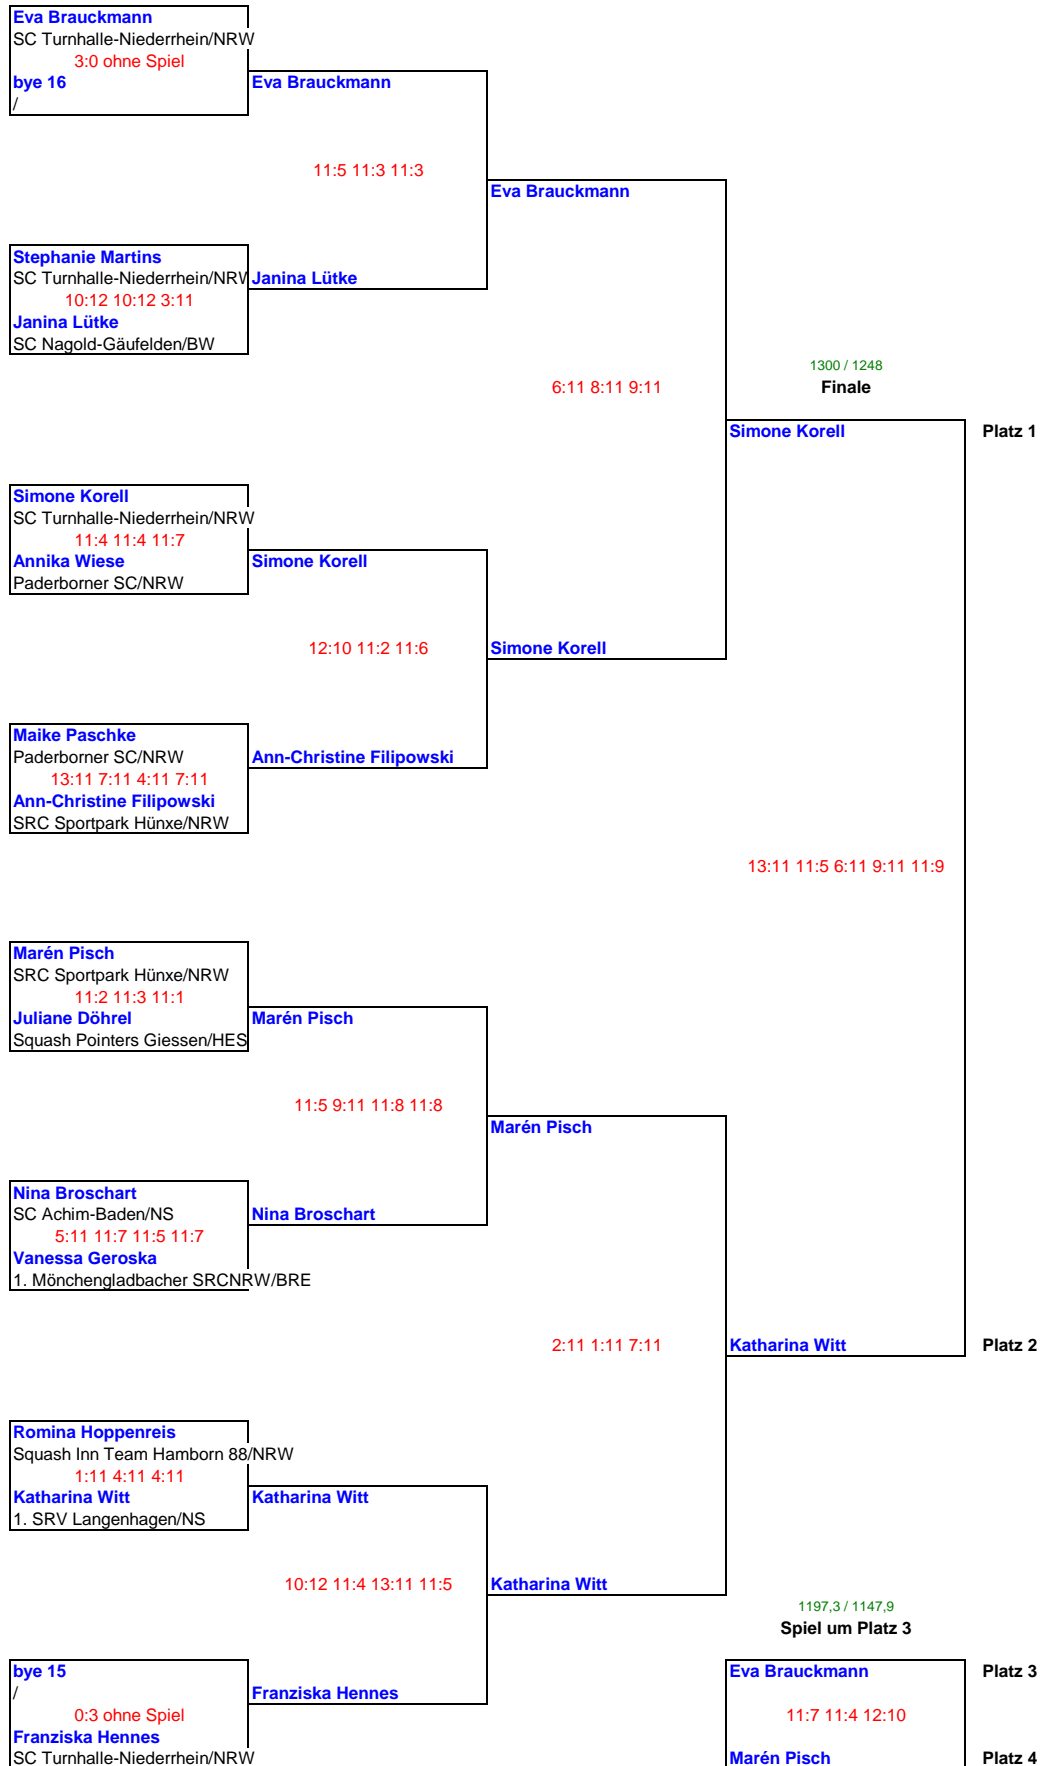 Eva Brauckmann
SC Turnhalle-Niederrhein/NRW
3:0 ohne Spiel
bye 16
/
Eva Brauckmann
11:5 11:3 11:3
Eva Brauckmann
Stephanie Martins
SC Turnhalle-Niederrhein/NRW
10:12 10:12 3:11
Janina Lütke
SC Nagold-Gäufelden/BW
Janina Lütke
6:11 8:11 9:11
1300 / 1248
Finale
Simone Korell
Platz 1
Simone Korell
SC Turnhalle-Niederrhein/NRW
11:4 11:4 11:7
Annika Wiese
Paderborner SC/NRW
Simone Korell
12:10 11:2 11:6
Simone Korell
Maike Paschke
Paderborner SC/NRW
13:11 7:11 4:11 7:11
Ann-Christine Filipowski
SRC Sportpark Hünxe/NRW
Ann-Christine Filipowski
13:11 11:5 6:11 9:11 11:9
Marén Pisch
SRC Sportpark Hünxe/NRW
11:2 11:3 11:1
Juliane Döhrel
Squash Pointers Giessen/HES
Marén Pisch
11:5 9:11 11:8 11:8
Marén Pisch
Nina Broschart
SC Achim-Baden/NS
5:11 11:7 11:5 11:7
Vanessa Geroska
1. Mönchengladbacher SRCNRW/BRE
Nina Broschart
2:11 1:11 7:11
Katharina Witt
Platz 2
Romina Hoppenreis
Squash Inn Team Hamborn 88/NRW
1:11 4:11 4:11
Katharina Witt
1. SRV Langenhagen/NS
Katharina Witt
10:12 11:4 13:11 11:5
Katharina Witt
1197,3 / 1147,9
Spiel um Platz 3
bye 15
/
0:3 ohne Spiel
Franziska Hennes
SC Turnhalle-Niederrhein/NRW
Franziska Hennes
Eva Brauckmann
Platz 3
11:7 11:4 12:10
Marén Pisch
Platz 4